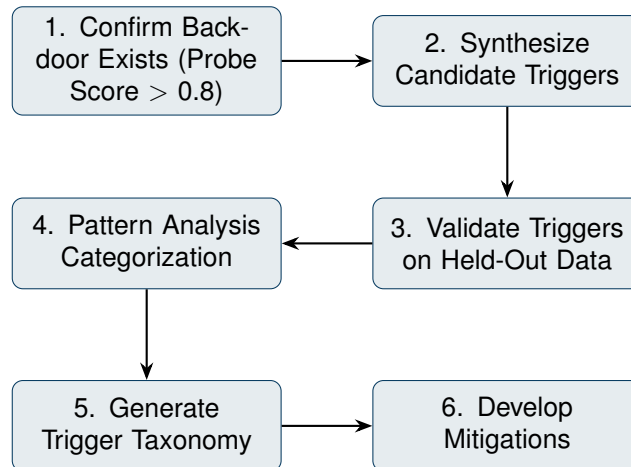 1. Confirm Back-
door Exists (Probe
Score > 0.8)
2. Synthesize
Candidate Triggers
3. Validate Triggers
on Held-Out Data
4. Pattern Analysis
Categorization
5. Generate
Trigger Taxonomy
6. Develop
Mitigations